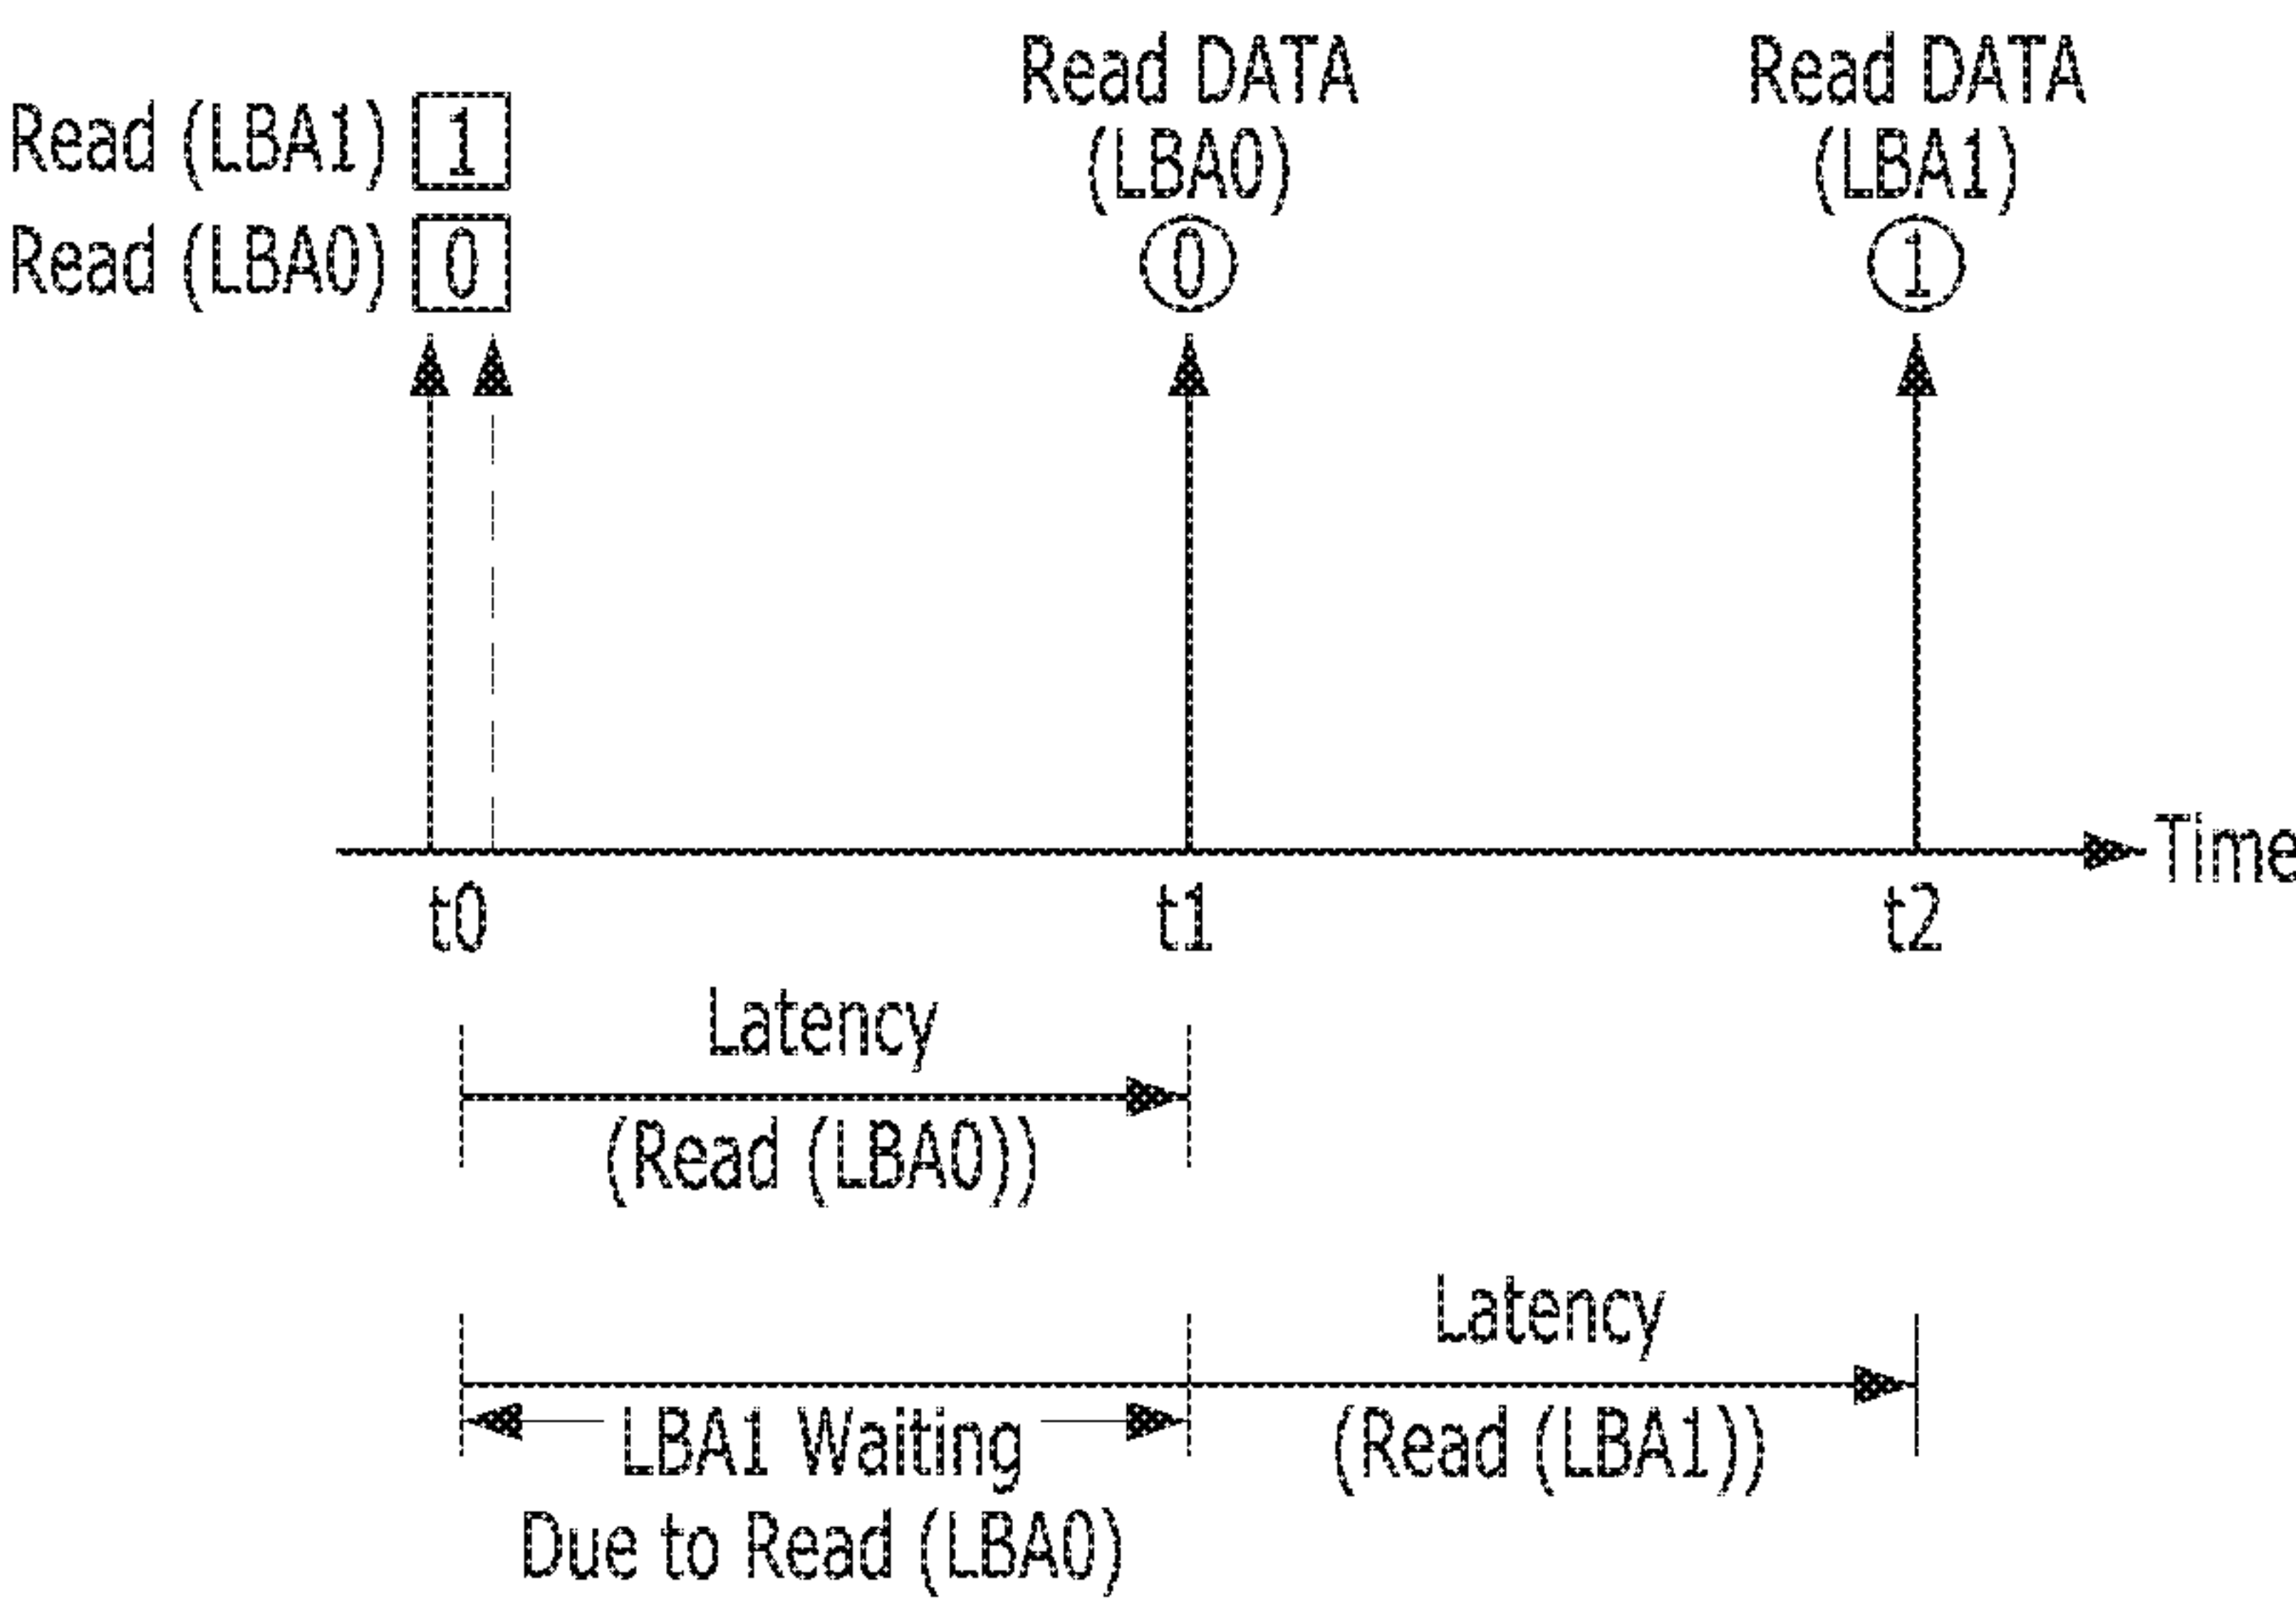 Read (LBA1) 1
Read (LBA0) 0
Read DATA
(LBA0)
0
Read DATA
(LBA1)
1
Time
t0
t1
t2
Latency
(Read (LBA0))
Latency
(Read (LBA1))
LBA1 Waiting
Due to Read (LBA0)